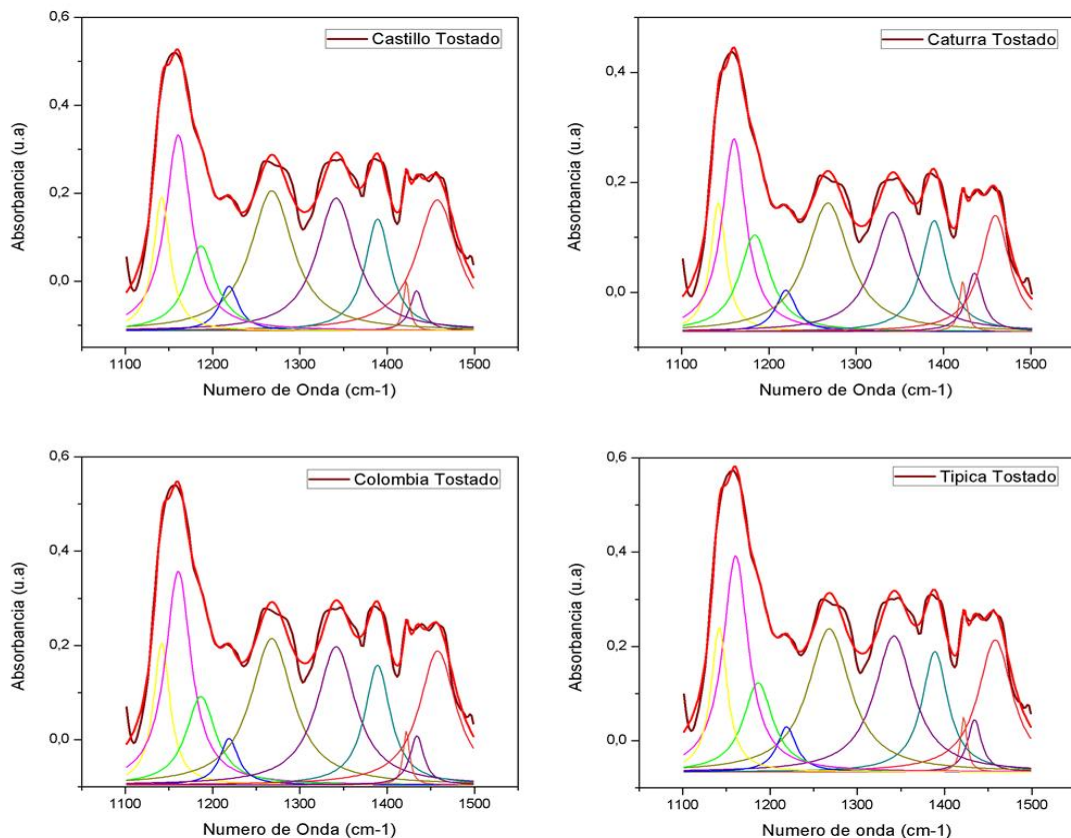 Castillo Tostado
Absorbancia (u.a)
0,6
0,4
0,2
0,0
1100 1200 1300 1400 1500
Numero de Onda (cm-1)
Caturra Tostado
Absorbancia (u.a)
0,4
0,2
0,0
1100 1200 1300 1400 1500
Numero de Onda (cm-1)
Colombia Tostado
Absorbancia (u.a)
0,6
0,4
0,2
0,0
1100 1200 1300 1400 1500
Numero de Onda (cm-1)
Tipica Tostado
Absorbancia (u.a)
0,6
0,4
0,2
0,0
1100 1200 1300 1400 1500
Numero de onda (cm-1)